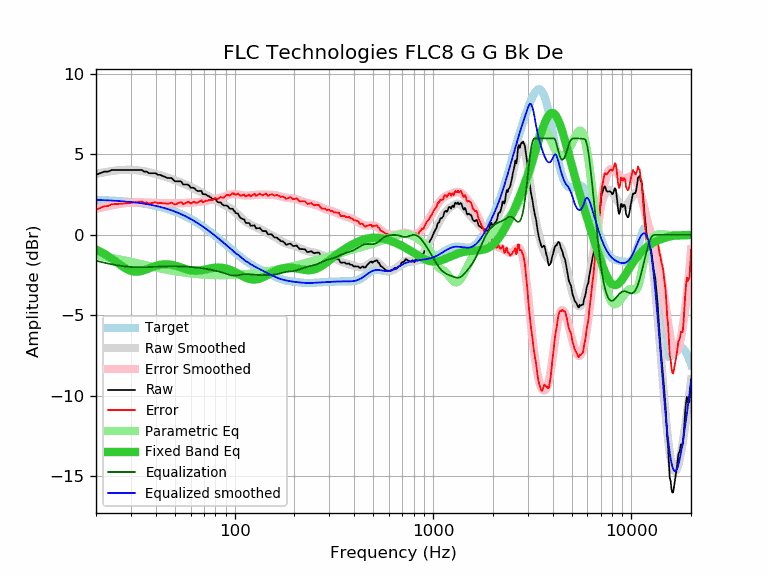 FLC Technologies FLC8 G G Bk De
10
5
0
−5
−10
−15
Amplitude (dBr)
Target
Raw Smoothed
Error Smoothed
Raw
Error
Parametric Eq
Fixed Band Eq
Equalization
Equalized smoothed
100 1000 10000
Frequency (Hz)